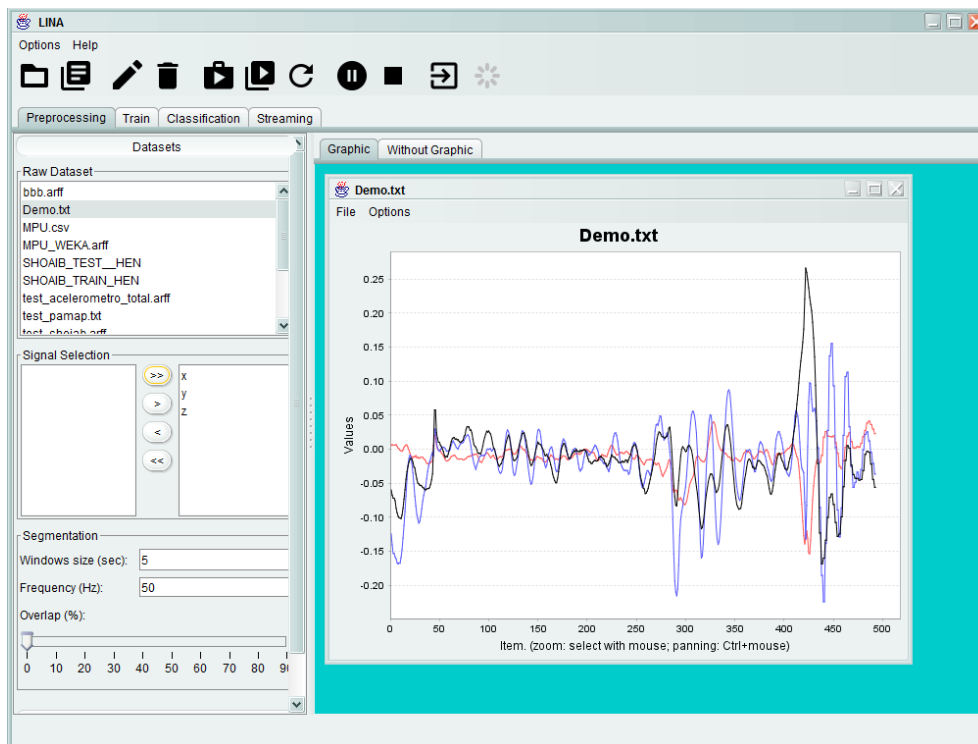 LINA
Options Help
Preprocessing Train Classification Streaming
Datasets
Raw Dataset
bbb.arff
Demo.txt
MPU.csv
MPU_WEKA.arff
SHOAIB_TEST__HEN
SHOAIB_TRAIN_HEN
test_acelerometro_total.arff
test_pamap.txt
Signal Selection
>>
>
<
<<
x
y
z
Segmentation
Windows size (sec): 5
Frequency (Hz): 50
Overlap (%):
0 10 20 30 40 50 60 70 80
Graphic Without Graphic
Demo.txt
File Options
Demo.txt
Values
0.25
0.20
0.15
0.10
0.05
0.00
-0.05
-0.10
-0.15
-0.20
0 50 100 150 200 250 300 350 400 450 500
Item. (zoom: select with mouse; panning: Ctrl+mouse)